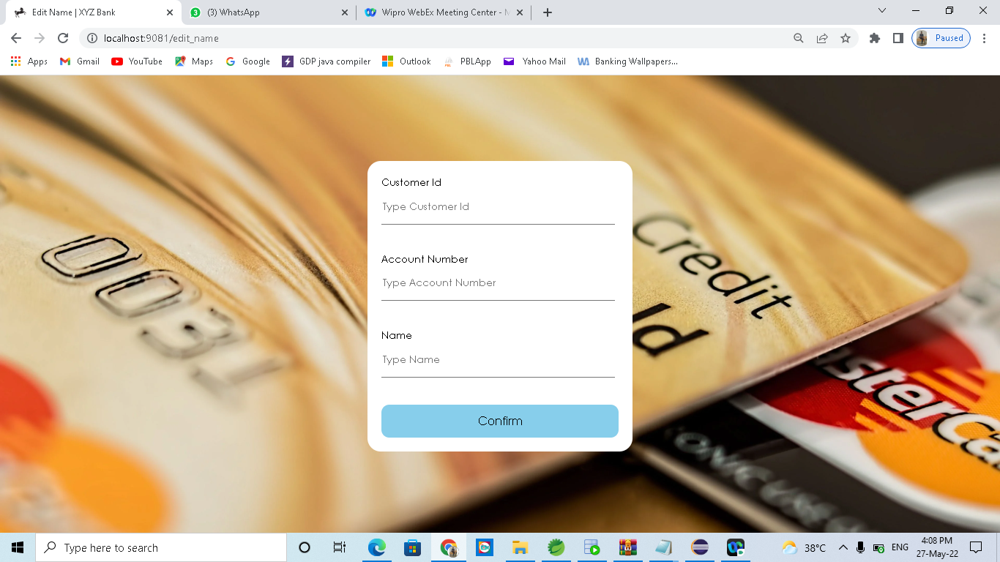 Edit Name | XYZ Bank
(3) WhatsApp
Wipro WebEx Meeting Center - M
localhost:9081/edit_name
Paused
Apps
Gmail
YouTube
Maps
Google
GDP java compiler
Outlook
PBLApp
Yahoo Mail
Banking Wallpapers...
Customer Id
Type Customer Id
Account Number
Type Account Number
Name
Type Name
Confirm
0031
Credit
ld
Type here to search
38°C
ENG
4:08 PM
27-May-22